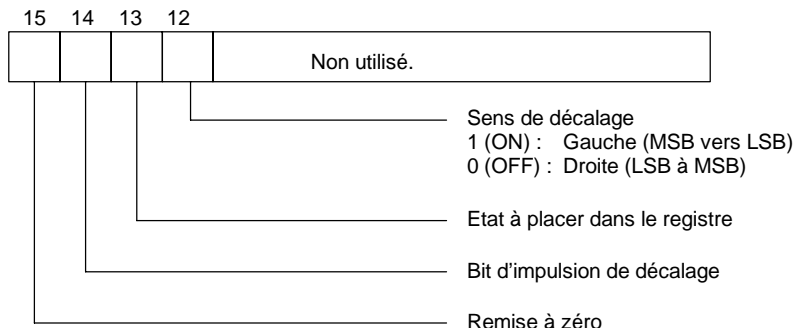 15 14 13 12
Non utilisé.
Sens de décalage
1 (ON) : Gauche (MSB vers LSB)
0 (OFF) : Droite (LSB à MSB)
Etat à placer dans le registre
Bit d'impulsion de décalage
Remise à zéro